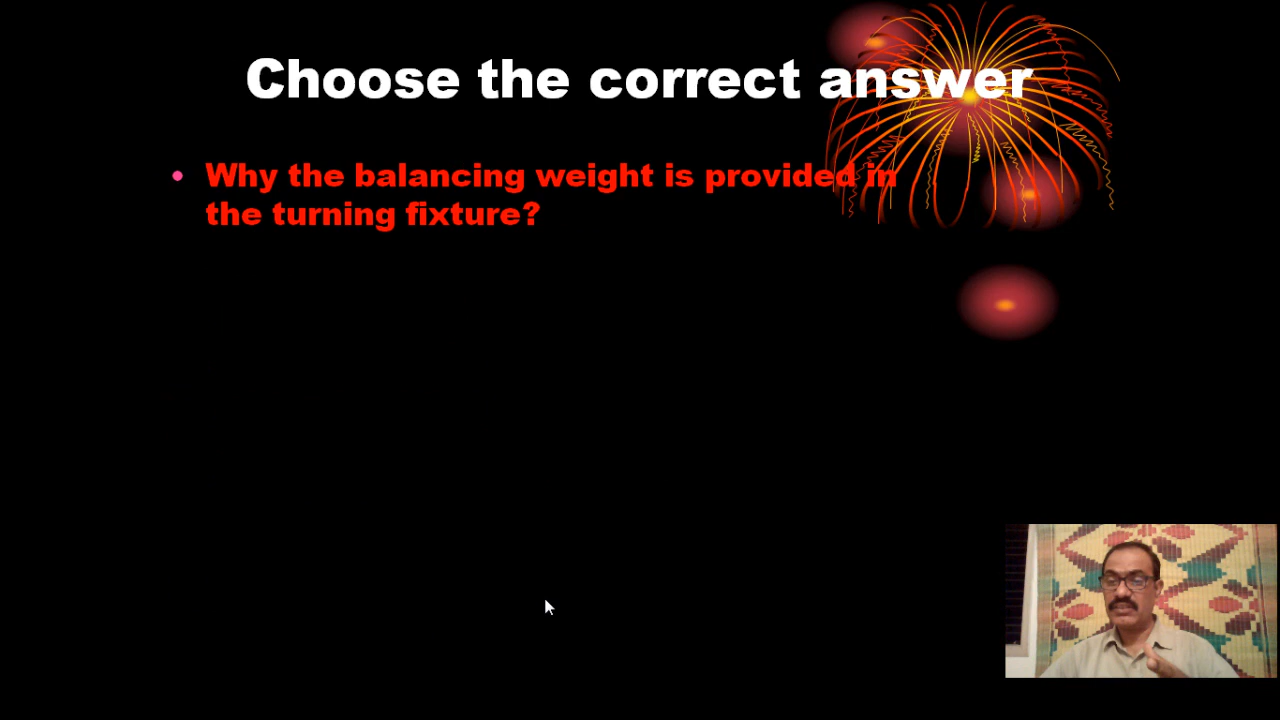 Choose the correct answer
• Why the balancing weight is provided in
the turning fixture?